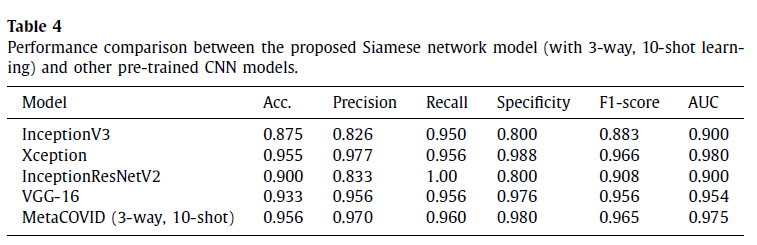 Table 4
Performance comparison between the proposed Siamese network model (with 3-way, 10-shot learn-
ing) and other pre-trained CNN models.
Model Acc. Precision Recall Specificity F1-score AUC
InceptionV3 0.875 0.826 0.950 0.800 0.883 0.900
Xception 0.955 0.977 0.956 0.988 0.966 0.980
InceptionResNetV2 0.900 0.833 1.00 0.800 0.908 0.900
VGG-16 0.933 0.956 0.956 0.976 0.956 0.954
MetaCOVID (3-way, 10-shot) 0.956 0.970 0.960 0.980 0.965 0.975